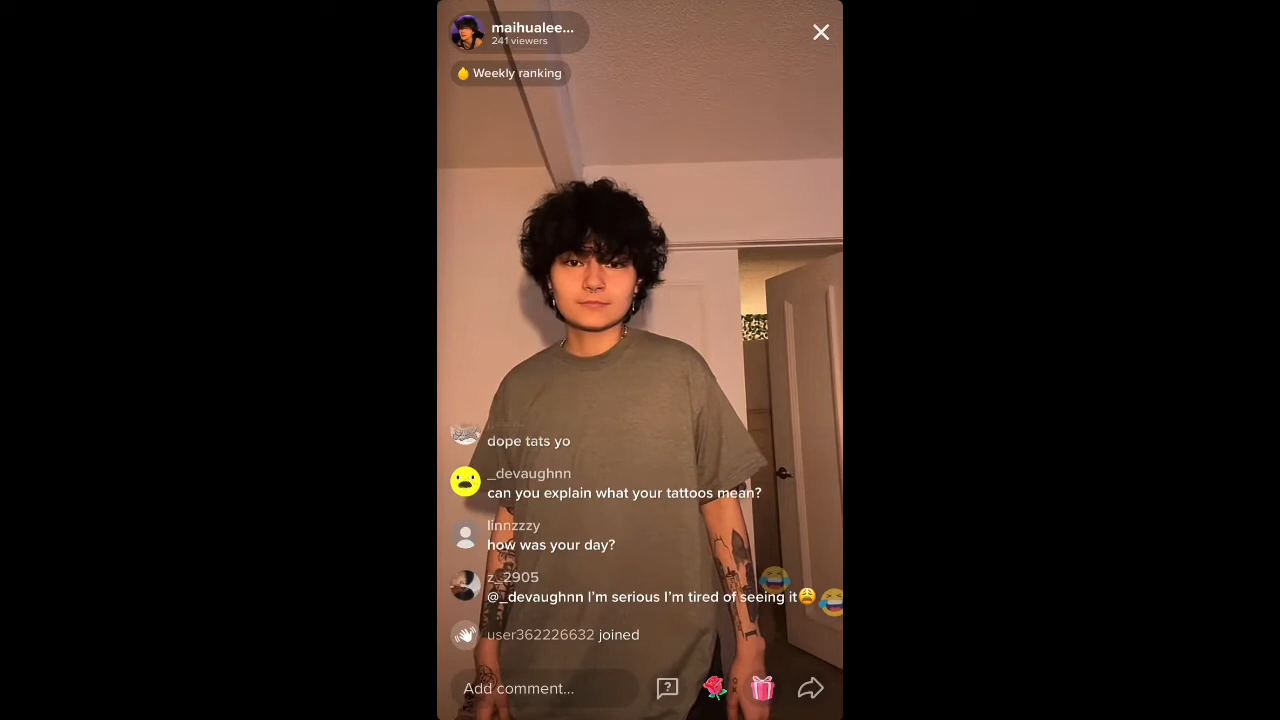 maihualee...
241 viewers
Weekly ranking
dope tats yo
_devaughnn
can you explain what your tattoos mean?
linnzzzy
how was your day?
z_2905
@_devaughnn I'm serious I'm tired of seeing it😩
user362226632 joined
Add comment...
?